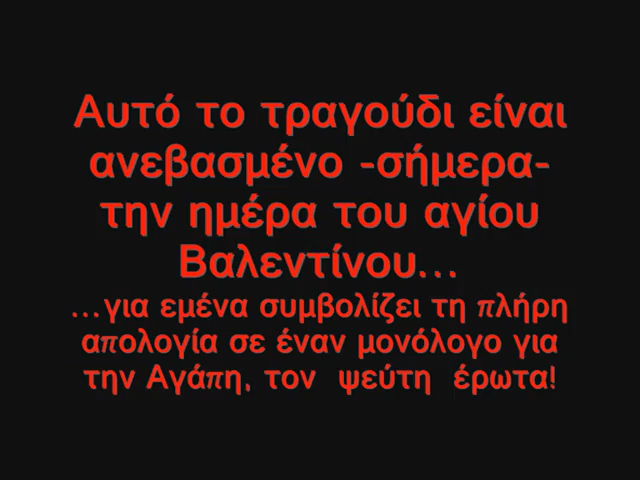 Αυτό το τραγούδι είναι
ανεβασμένο -σήμερα-
την ημέρα του αγίου
Βαλεντίνου...
...για εμένα συμβολίζει τη πλήρη
απολογία σε έναν μονόλογο για
την Αγάπη, τον ψεύτη έρωτα!